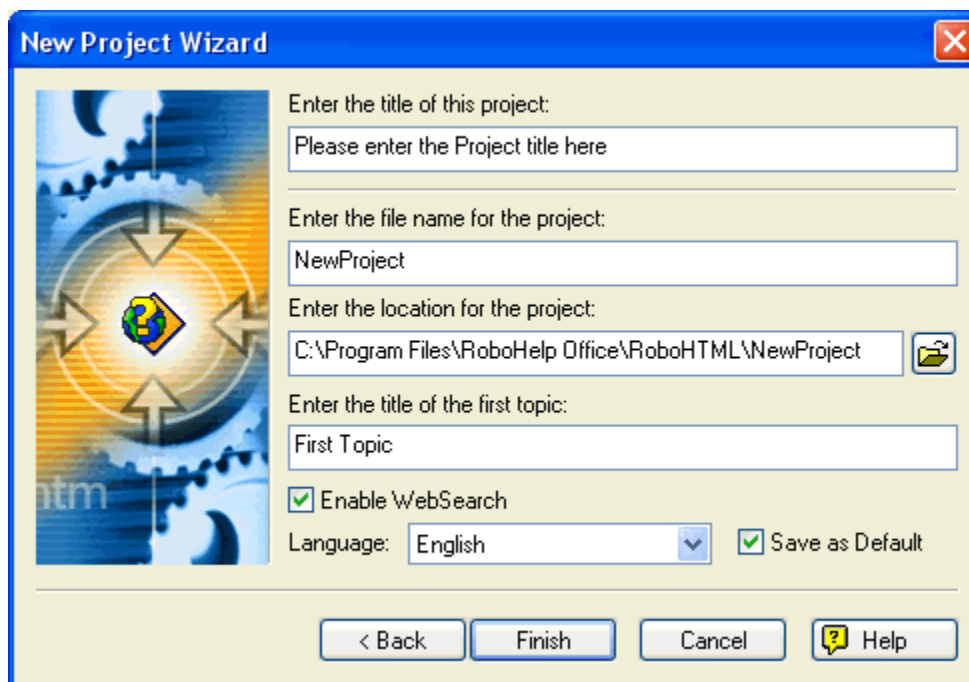 New Project Wizard
Enter the title of this project:
Please enter the Project title here
Enter the file name for the project:
NewProject
Enter the location for the project:
C:\Program Files\RoboHelp Office\RoboHTML\NewProject
Enter the title of the first topic:
First Topic
htm
Enable WebSearch
Language: English Save as Default
< Back Finish Cancel Help